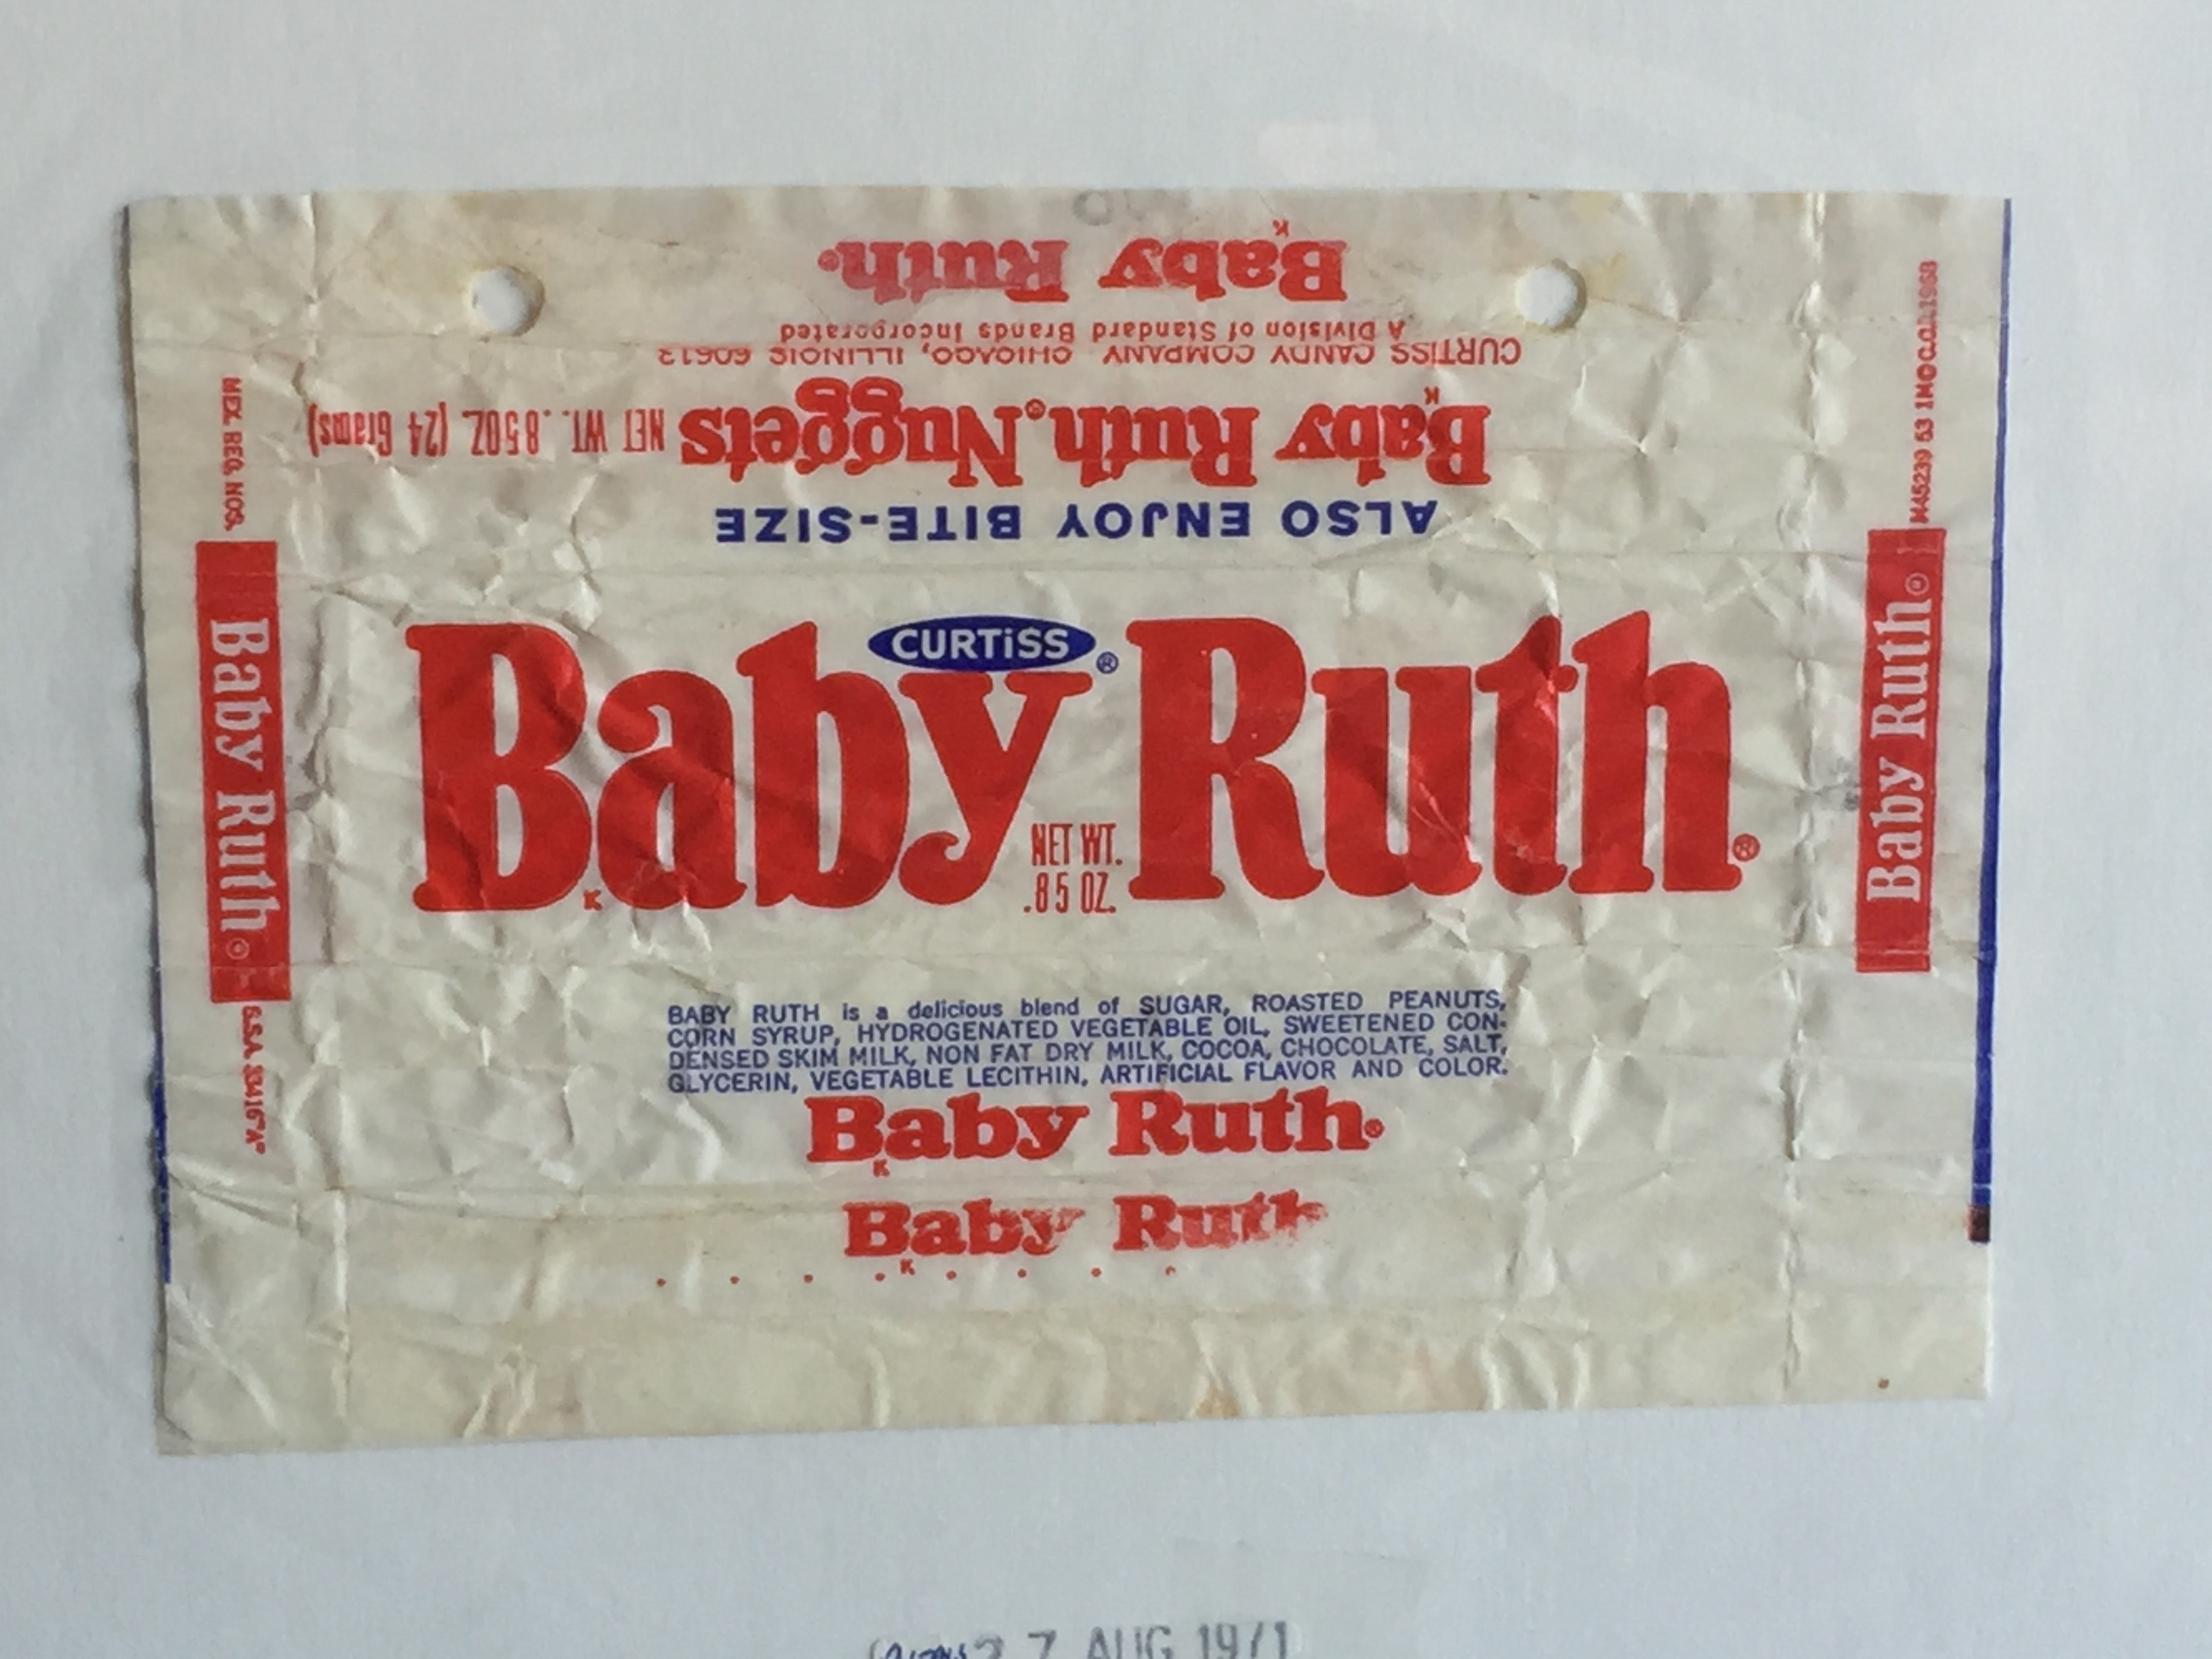 Baby Ruth®
K
A Division of Standard Brands Incorporated
CURTISS CANDY COMPANY CHICAGO, ILLINOIS 60613
Baby Ruth® Nuggets NET WT. .85 OZ. (24 Grams)
K
ALSO ENJOY BITE-SIZE
MEX. REG. NOS.
Baby Ruth®
CURTiSS®
Baby Ruth®
K
NET WT.
.85 OZ.
Baby Ruth®
BABY RUTH is a delicious blend of SUGAR, ROASTED PEANUTS,
CORN SYRUP, HYDROGENATED VEGETABLE OIL, SWEETENED CON-
DENSED SKIM MILK, NON FAT DRY MILK, COCOA, CHOCOLATE, SALT,
GLYCERIN, VEGETABLE LECITHIN, ARTIFICIAL FLAVOR AND COLOR.
Baby Ruth®
K
Baby Ruth
K
27 AUG 1971